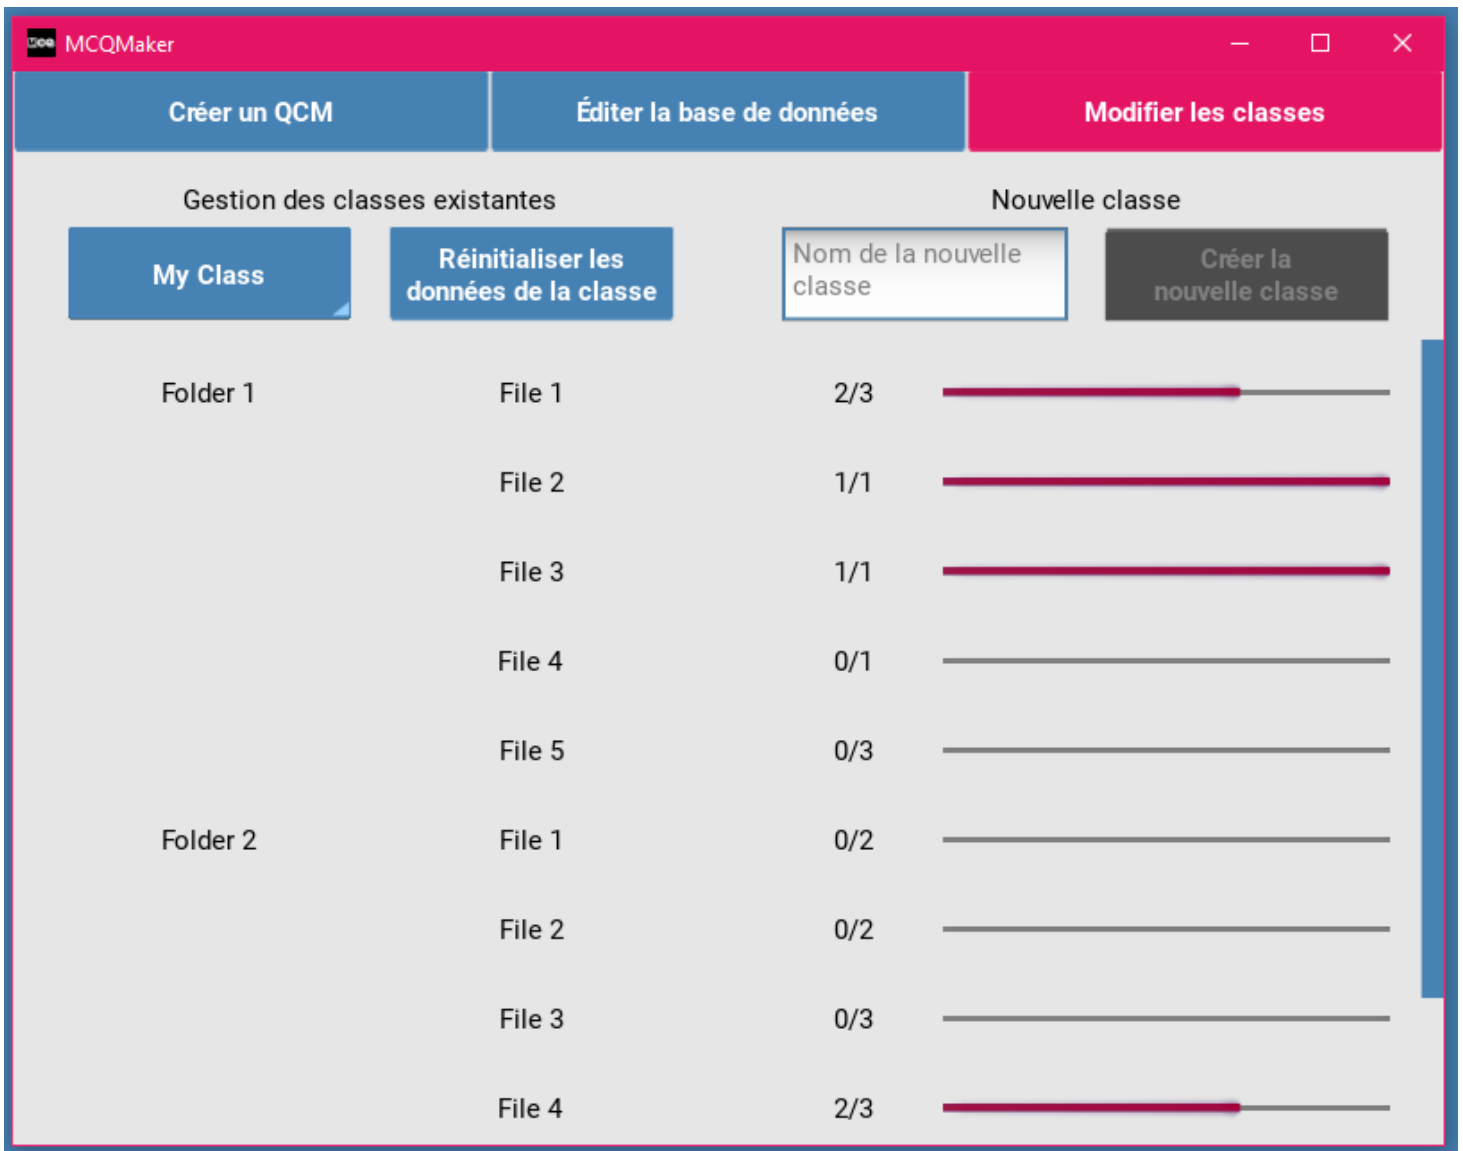 MCQ MCQMaker
Créer un QCM Éditer la base de données Modifier les classes
Gestion des classes existantes Nouvelle classe
My Class
Réinitialiser les
données de la classe
Nom de la nouvelle
classe
Créer la
nouvelle classe
Folder 1 File 1 2/3
File 2 1/1
File 3 1/1
File 4 0/1
File 5 0/3
Folder 2 File 1 0/2
File 2 0/2
File 3 0/3
File 4 2/3